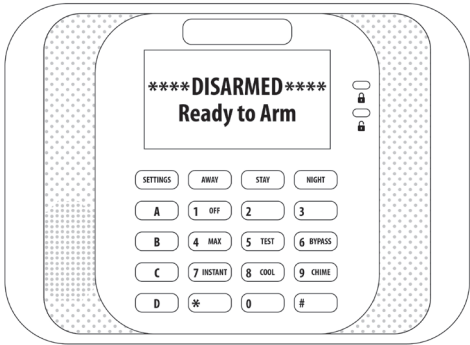 ****DISARMED****
Ready to Arm
SETTINGS AWAY STAY NIGHT
A 1 OFF 2 3
B 4 MAX 5 TEST 6 BYPASS
C 7 INSTANT 8 COOL 9 CHIME
D * 0 #